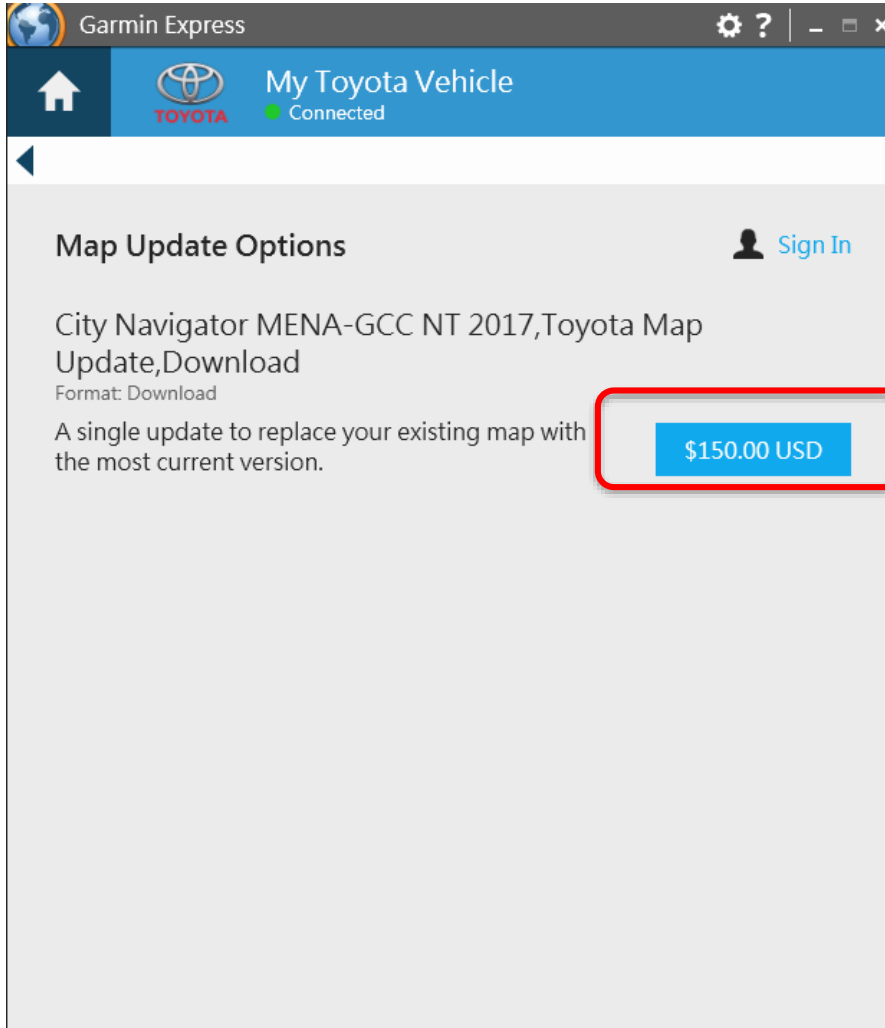 Garmin Express
?
My Toyota Vehicle
TOYOTA
Connected
Map Update Options
Sign In
City Navigator MENA-GCC NT 2017,Toyota Map
Update,Download
Format: Download
A single update to replace your existing map with
the most current version.
$150.00 USD